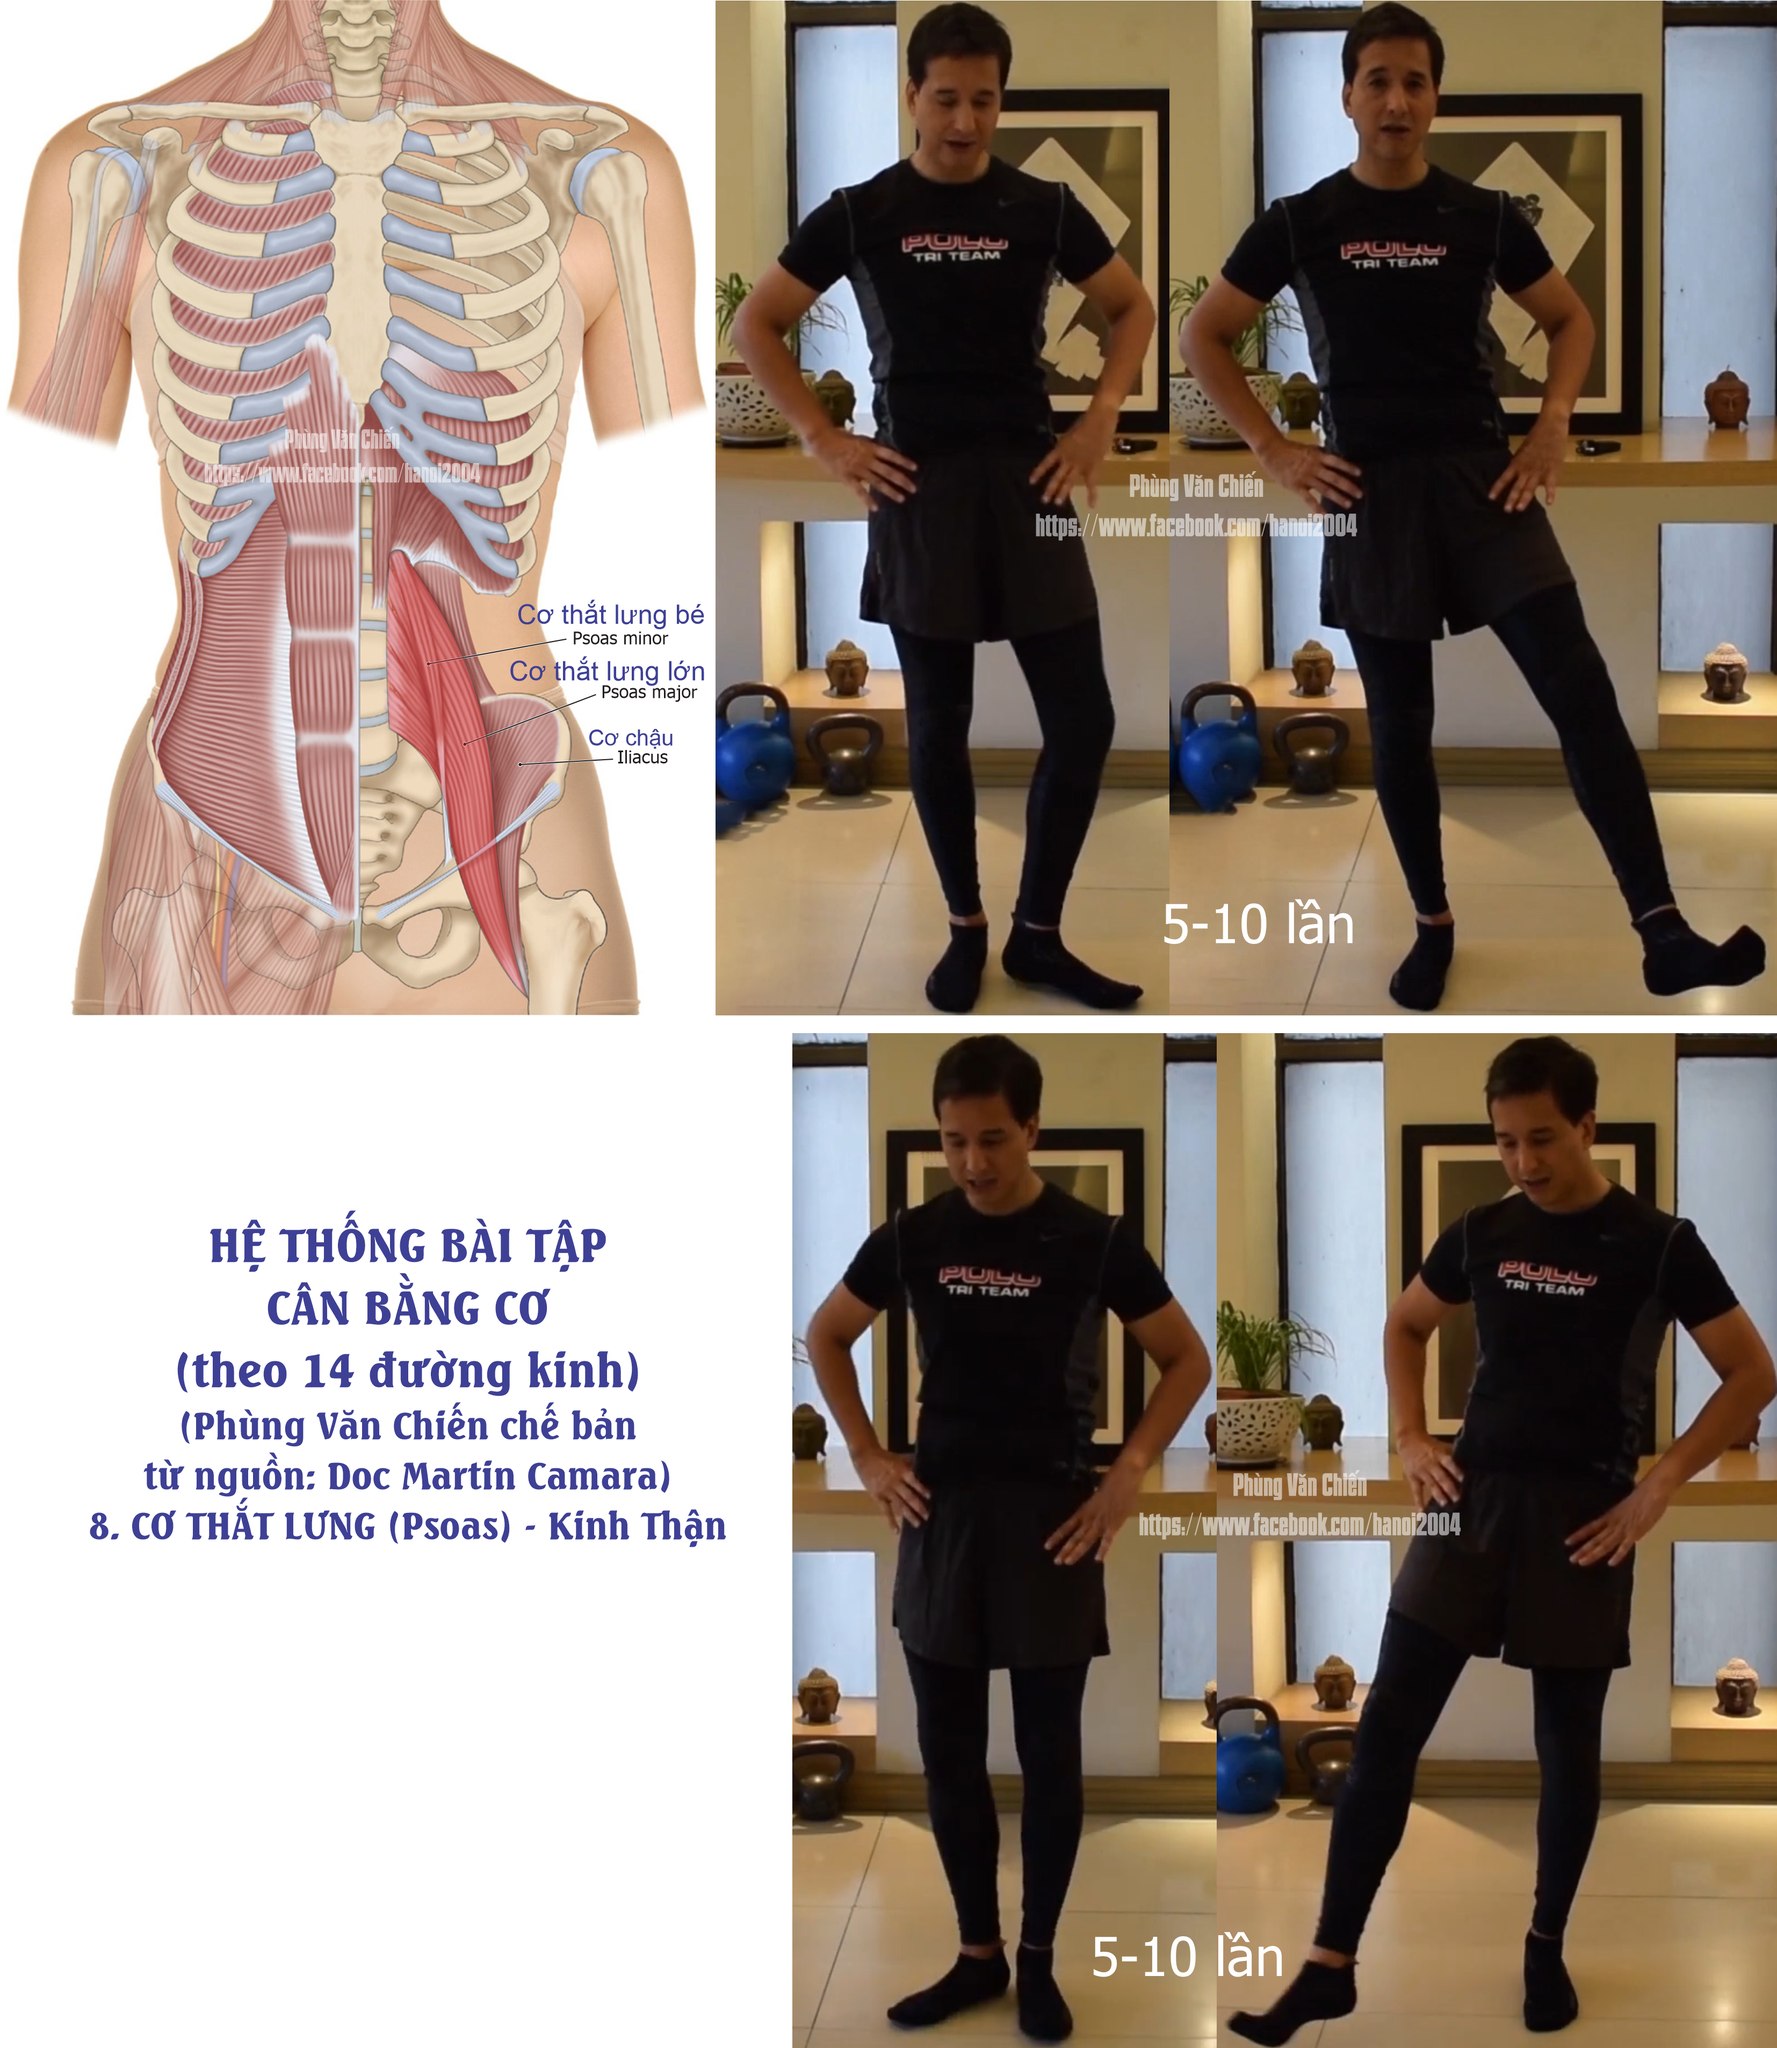 Phùng Văn Chiến
https://www.facebook.com/hanoi2004
Cơ thắt lưng bé
Psoas minor
Cơ thắt lưng lớn
Psoas major
Cơ chậu
Iliacus
POLO
TRI TEAM
POLO
TRI TEAM
Phùng Văn Chiến
https://www.facebook.com/hanoi2004
5-10 lần
HỆ THỐNG BÀI TẬP
CÂN BẰNG CƠ
(theo 14 đường kinh)
(Phùng Văn Chiến chế bản
từ nguồn: Doc Martin Camara)
8. CƠ THẮT LƯNG (Psoas) - Kinh Thận
POLO
TRI TEAM
POLO
TRI TEAM
Phùng Văn Chiến
https://www.facebook.com/hanoi2004
5-10 lần